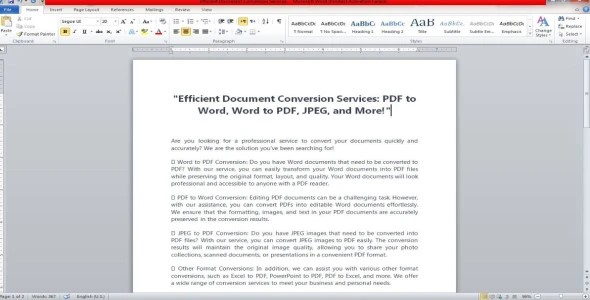 File Home Insert Page Layout References Mailings Review View
Cut
Copy
Format Painter
Clipboard Font Paragraph Styles Editing
AaBbCcDc AaBbCcDc AaBbC AaBbCc AaB AaBbCc. AaBbCcDc
Heading 1 Heading 2 Title Subtitle Emphasis
Change Styles
Find
Replace
Select
"Efficient Document Conversion Services: PDF to
Word, Word to PDF, JPEG, and More!"
Are you looking for a professional service to convert your documents quickly and
accurately? We are the solution you've been searching for!
□ Word to PDF Conversion: Do you have Word documents that need to be converted to
PDF? With our service, you can easily transform your Word documents into PDF files
while preserving the original format, layout, and quality. Your Word documents will look
professional and accessible to anyone with a PDF reader.
□ PDF to Word Conversion: Editing PDF documents can be a challenging task. However,
with our assistance, you can convert PDFs into editable Word documents effortlessly.
We ensure that the formatting, images, and text in your PDF documents are accurately
preserved in the conversion results.
□ JPEG to PDF Conversion: Do you have JPEG images that need to be converted into
PDF files? With our service, you can convert JPEG images to PDF easily. The conversion
results will maintain the original image quality, allowing you to share your photo
collections, scanned documents, or presentations in a convenient PDF format.
□ Other Format Conversions: In addition, we can assist you with various other format
conversions, such as Excel to PDF, PowerPoint to PDF, PDF to Excel, and more. We offer
a wide range of conversion services to meet your business and personal needs.
Page: 1 of 2 Words: 367 English (U.S.) 98%